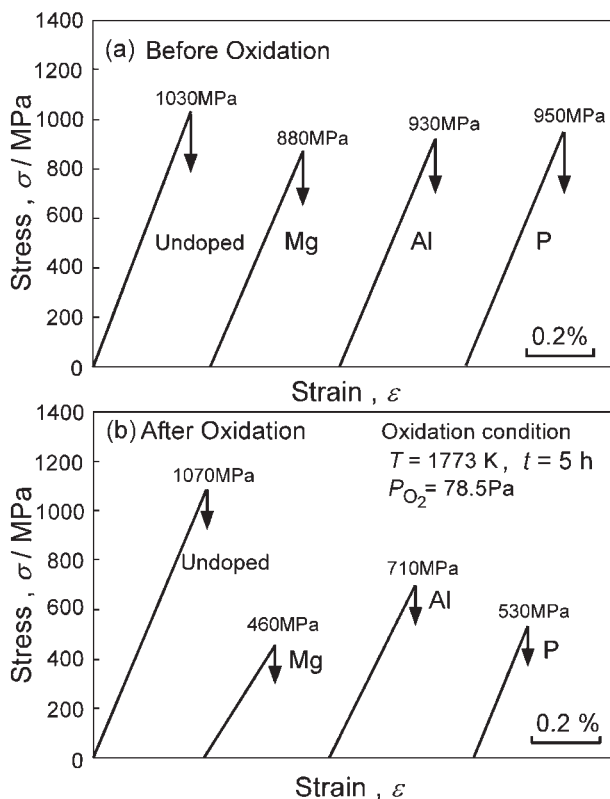 1400
(a) Before Oxidation
1200
1030MPa
1000
880MPa
930MPa
950MPa
800
600
Undoped
Mg
Al
P
400
200
0.2%
0
Stress , σ / MPa
Strain , ε
1400
(b) After Oxidation
Oxidation condition
T = 1773 K , t = 5 h
P_O2 = 78.5Pa
1200
1070MPa
1000
Undoped
800
710MPa
Al
600
460MPa
Mg
530MPa
P
400
200
0.2 %
0
Stress , σ / MPa
Strain , ε